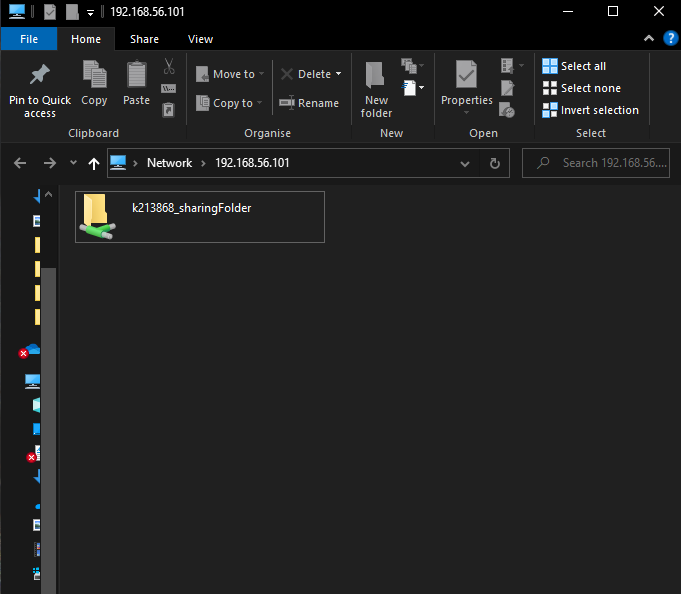 192.168.56.101
File Home Share View
Pin to Quick access
Copy
Paste
Move to
Copy to
Delete
Rename
New folder
Properties
Select all
Select none
Invert selection
Clipboard Organise New Open Select
Network 192.168.56.101
Search 192.168.56....
k213868_sharingFolder